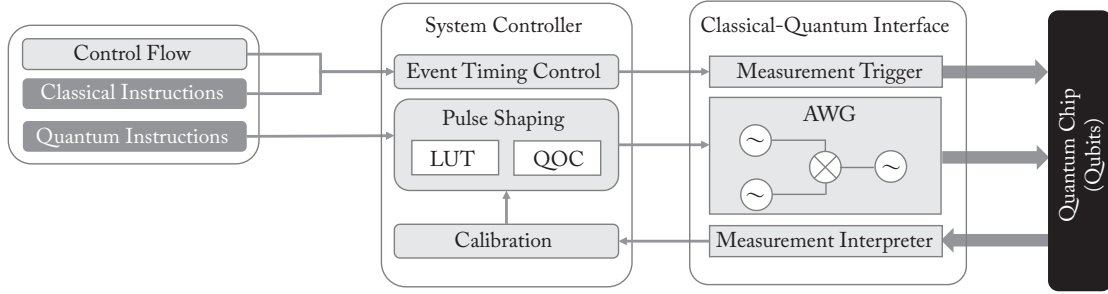 System Controller
Classical-Quantum Interface
Control Flow
Classical Instructions
Quantum Instructions
Event Timing Control
Pulse Shaping
LUT
QOC
Calibration
Measurement Trigger
AWG
~
~
~
Measurement Interpreter
Quantum Chip
(Qubits)